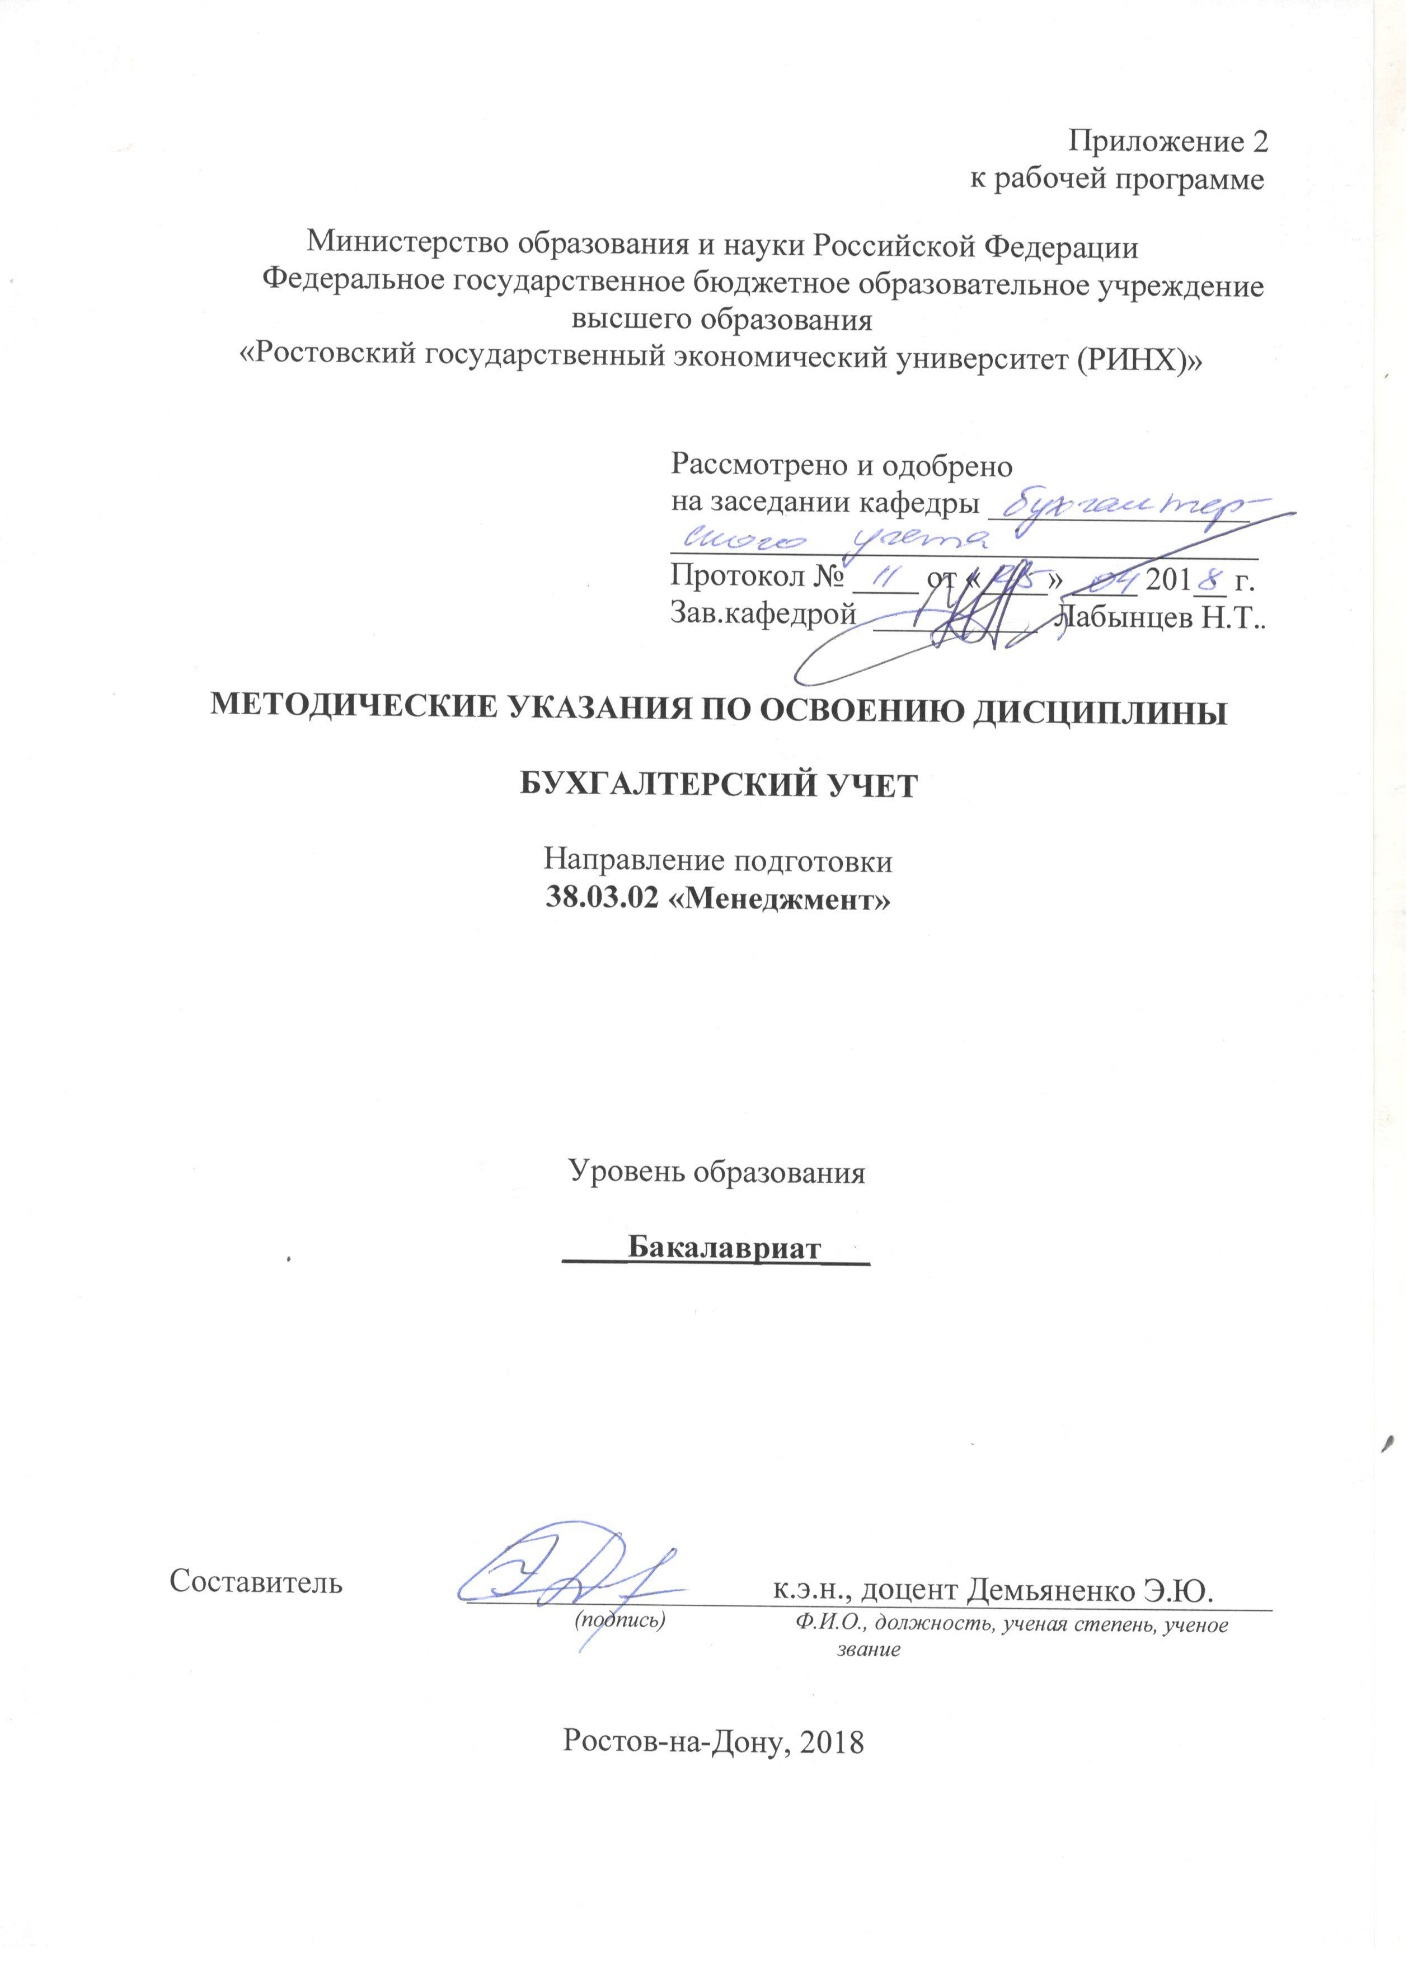 Приложение 2
к рабочей программе
Министерство образования и науки Российской Федерации
Федеральное государственное бюджетное образовательное учреждение
высшего образования
«Ростовский государственный экономический университет (РИНХ)»
Рассмотрено и одобрено
на заседании кафедры бухгалтер-
ского учета
Протокол № 11 от « 25 » 04 2018 г.
Зав.кафедрой Лабынцев Н.Т..
МЕТОДИЧЕСКИЕ УКАЗАНИЯ ПО ОСВОЕНИЮ ДИСЦИПЛИНЫ
БУХГАЛТЕРСКИЙ УЧЕТ
Направление подготовки
38.03.02 «Менеджмент»
Уровень образования
Бакалавриат
Составитель к.э.н., доцент Демьяненко Э.Ю.
(подпись) Ф.И.О., должность, ученая степень, ученое
звание
Ростов-на-Дону, 2018